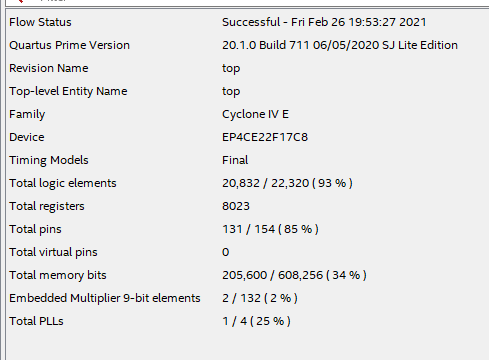 Flow Status Successful - Fri Feb 26 19:53:27 2021
Quartus Prime Version 20.1.0 Build 711 06/05/2020 SJ Lite Edition
Revision Name top
Top-level Entity Name top
Family Cyclone IV E
Device EP4CE22F17C8
Timing Models Final
Total logic elements 20,832 / 22,320 ( 93 % )
Total registers 8023
Total pins 131 / 154 ( 85 % )
Total virtual pins 0
Total memory bits 205,600 / 608,256 ( 34 % )
Embedded Multiplier 9-bit elements 2 / 132 ( 2 % )
Total PLLs 1 / 4 ( 25 % )